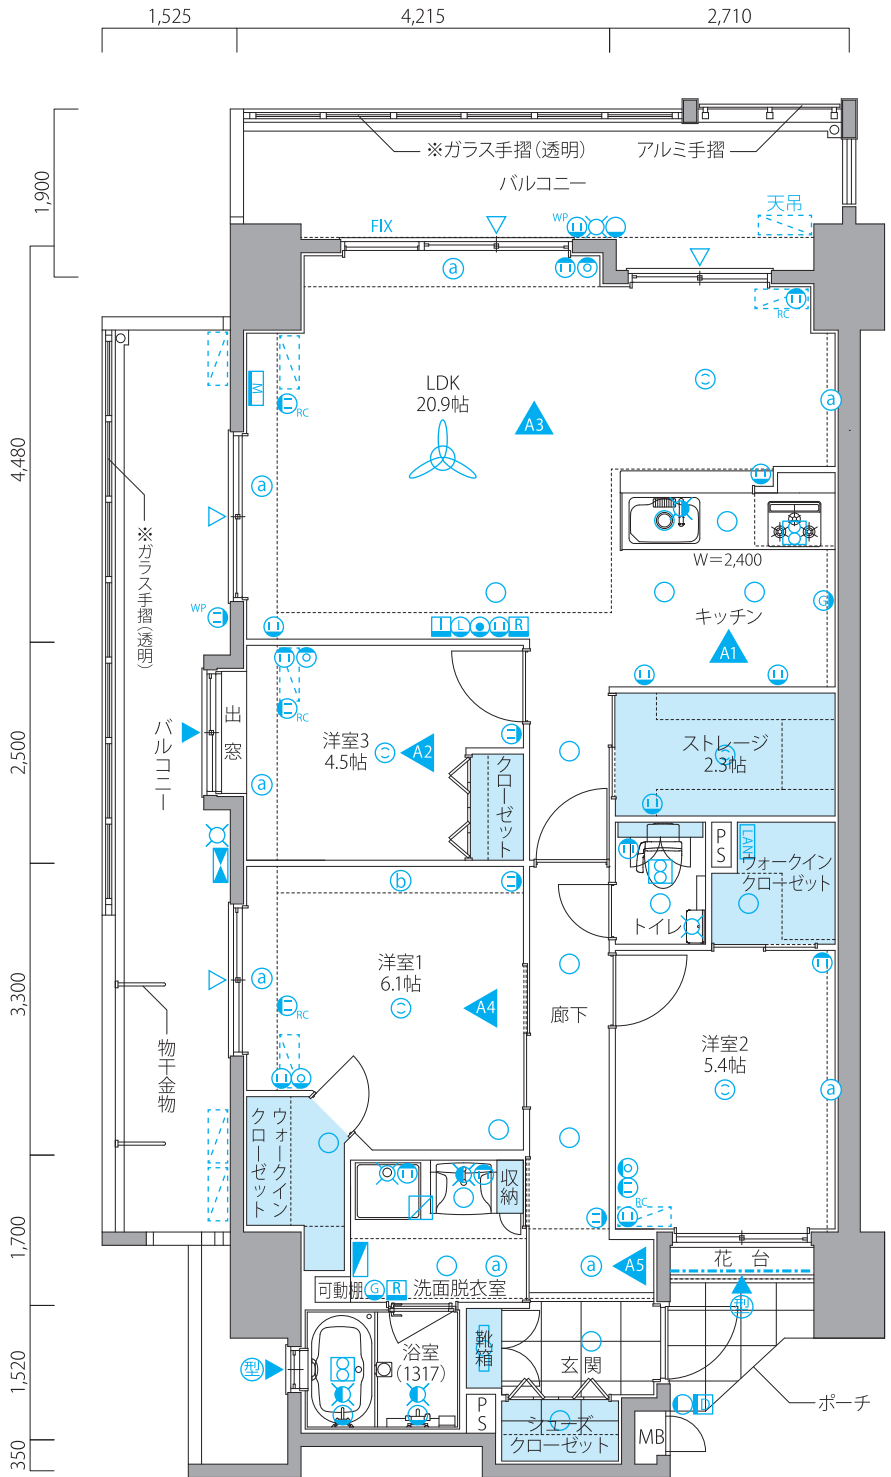 1,525
4,215
2,710
1,900
4,480
2,500
3,300
1,700
1,520
350
※ガラス手摺(透明)
アルミ手摺
バルコニー
天吊
FIX
WP
a
RC
LDK
20.9帖
A3
M
RC
a
a
※ガラス手摺(透明)
W=2,400
WP
キッチン
G
A1
T
L
R
バルコニー
出窓
RC
洋室3
4.5帖
A2
a
クローゼット
ストレージ
2.3帖
PS
LAN
ウォークイン
クローゼット
トイレ
b
洋室1
6.1帖
a
RC
A4
廊下
洋室2
5.4帖
a
物干金物
ウォークイン
クローゼット
収納
RC
可動棚
G
R
洗面脱衣室
a
a
A5
花台
型
型
浴室
(1317)
靴箱
玄関
PS
シューズ
クローゼット
D
MB
ポーチ